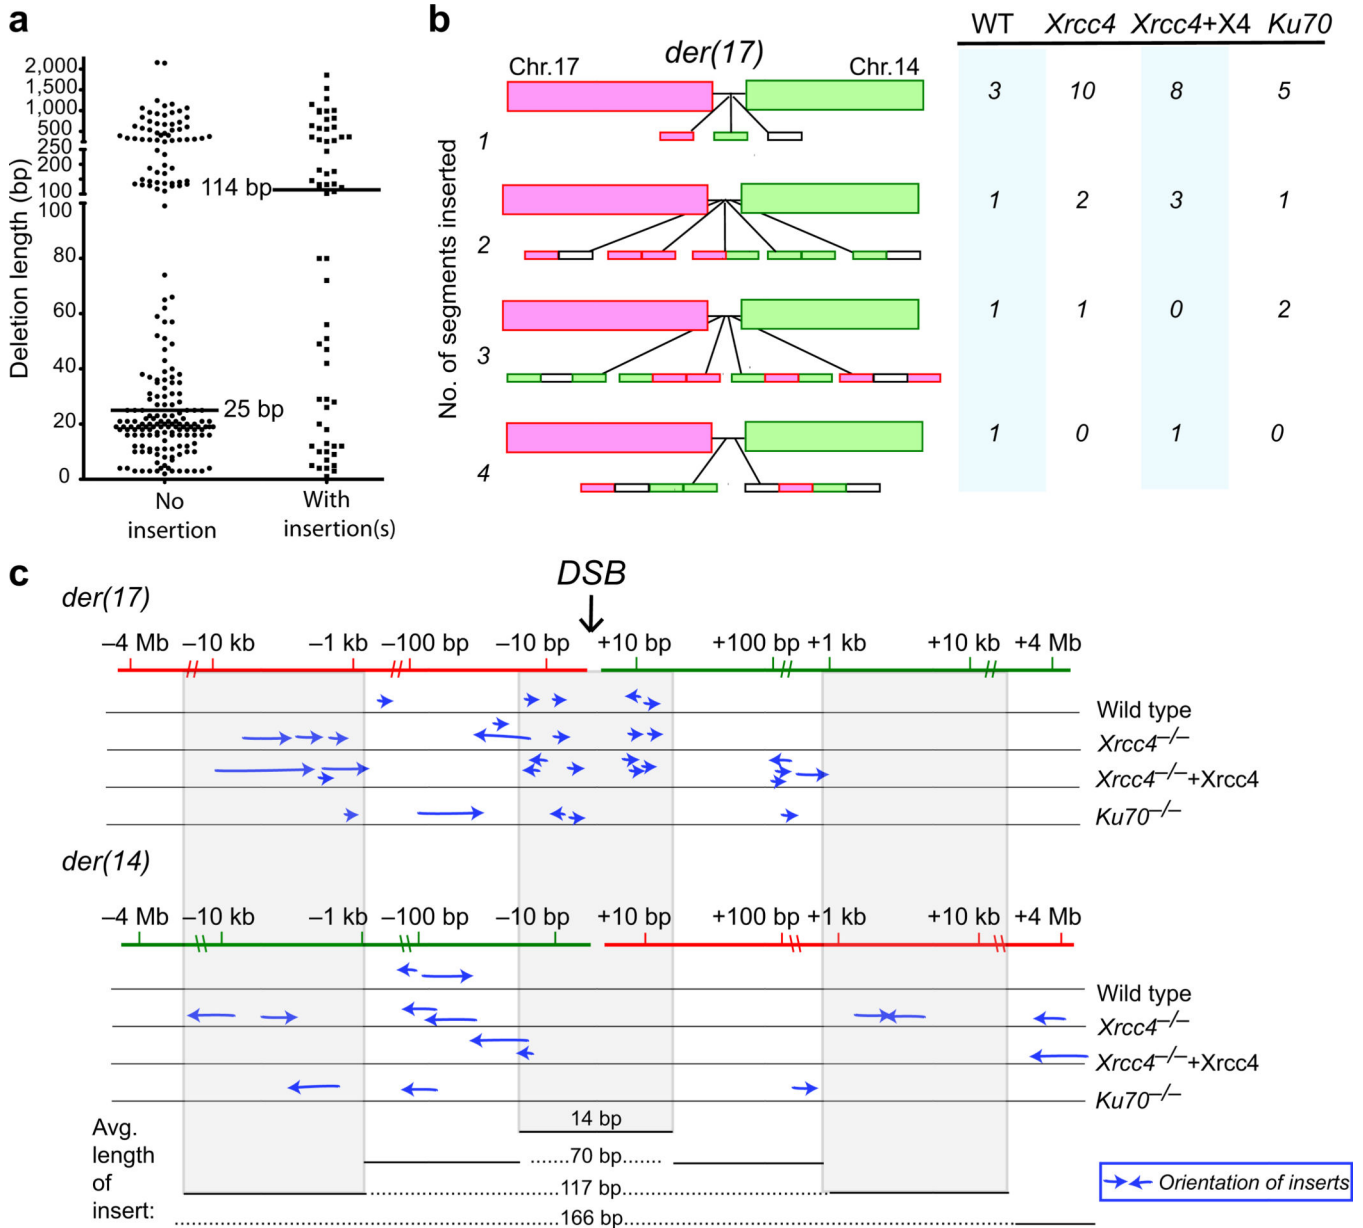 a
Deletion length (bp)
2,000
1,500
1,000
500
250
200
100
100
80
60
40
20
0
114 bp
25 bp
No insertion
With insertion(s)
b
der(17)
Chr.17
Chr.14
No. of segments inserted
WT Xrcc4 Xrcc4+X4 Ku70
1 3 10 8 5
2 1 2 3 1
3 1 1 0 2
4 1 0 1 0
c
DSB
der(17)
–4 Mb –10 kb –1 kb –100 bp –10 bp +10 bp +100 bp +1 kb +10 kb +4 Mb
Wild type
Xrcc4–/–
Xrcc4–/–+Xrcc4
Ku70–/–
der(14)
–4 Mb –10 kb –1 kb –100 bp –10 bp +10 bp +100 bp +1 kb +10 kb +4 Mb
Wild type
Xrcc4–/–
Xrcc4–/–+Xrcc4
Ku70–/–
Avg.
length
of
insert:
14 bp
70 bp
117 bp
166 bp
Orientation of inserts